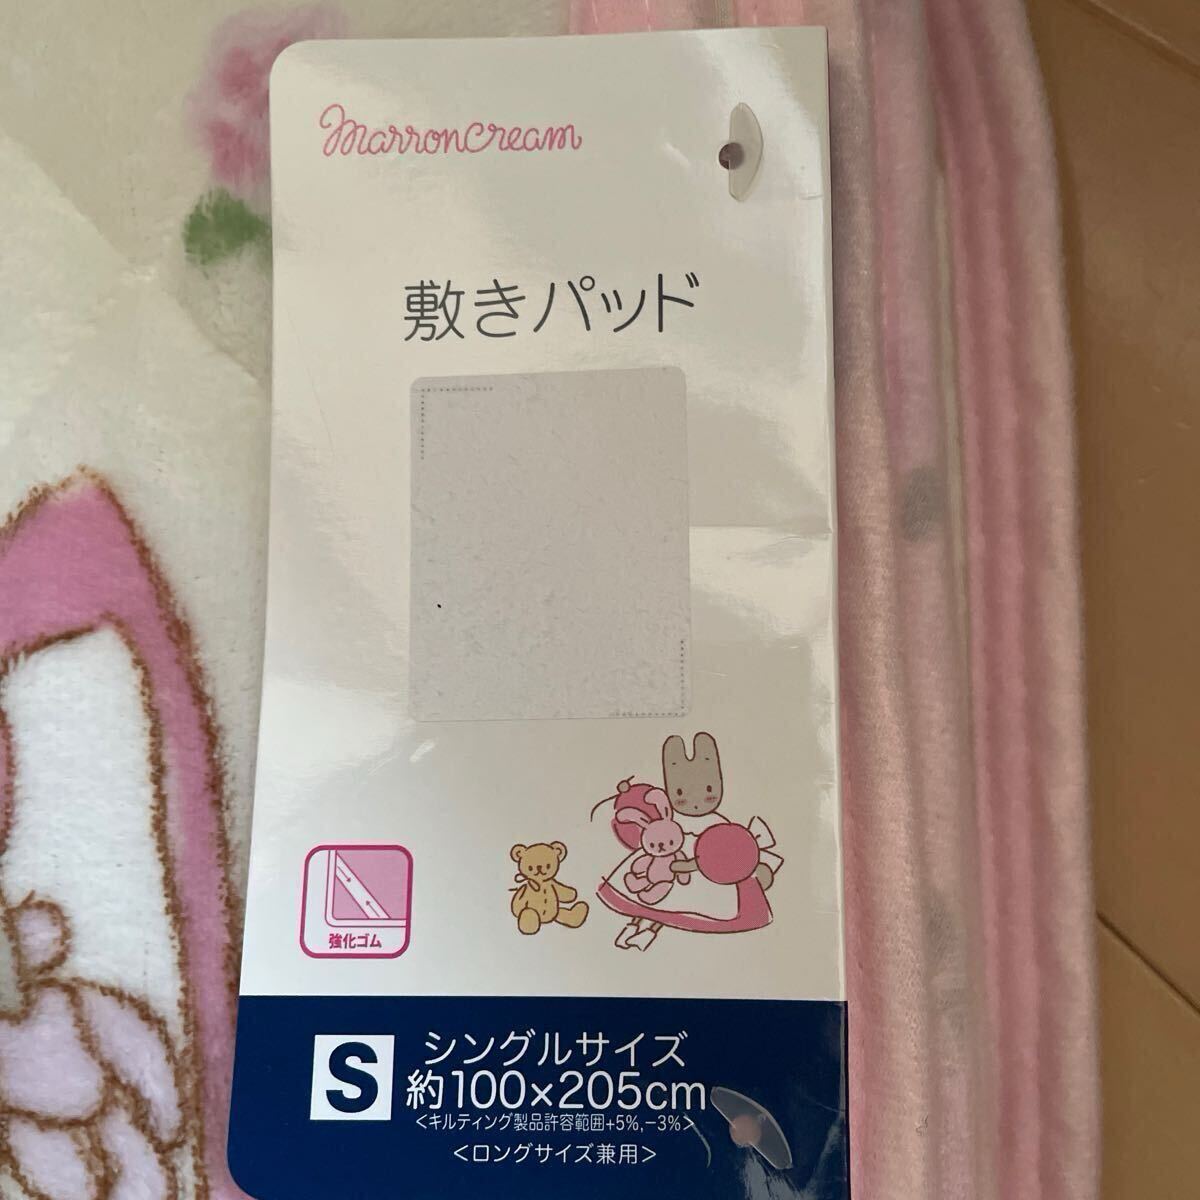 marroncream
敷きパッド
強化ゴム
S シングルサイズ
約100×205cm
<キルティング製品許容範囲+5%,−3%>
<ロングサイズ兼用>